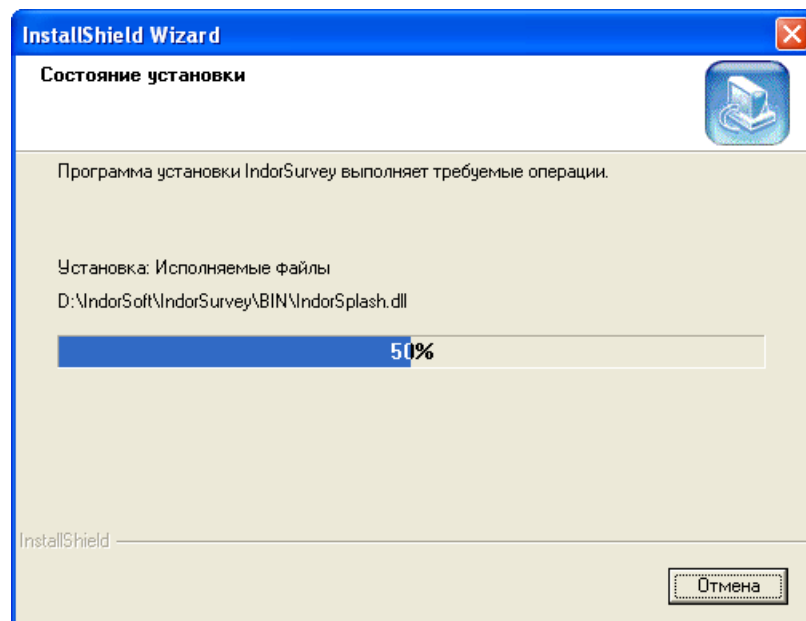 InstallShield Wizard
Состояние установки
Программа установки IndorSurvey выполняет требуемые операции.
Установка: Исполняемые файлы
D:\IndorSoft\IndorSurvey\BIN\IndorSplash.dll
50%
InstallShield
Отмена